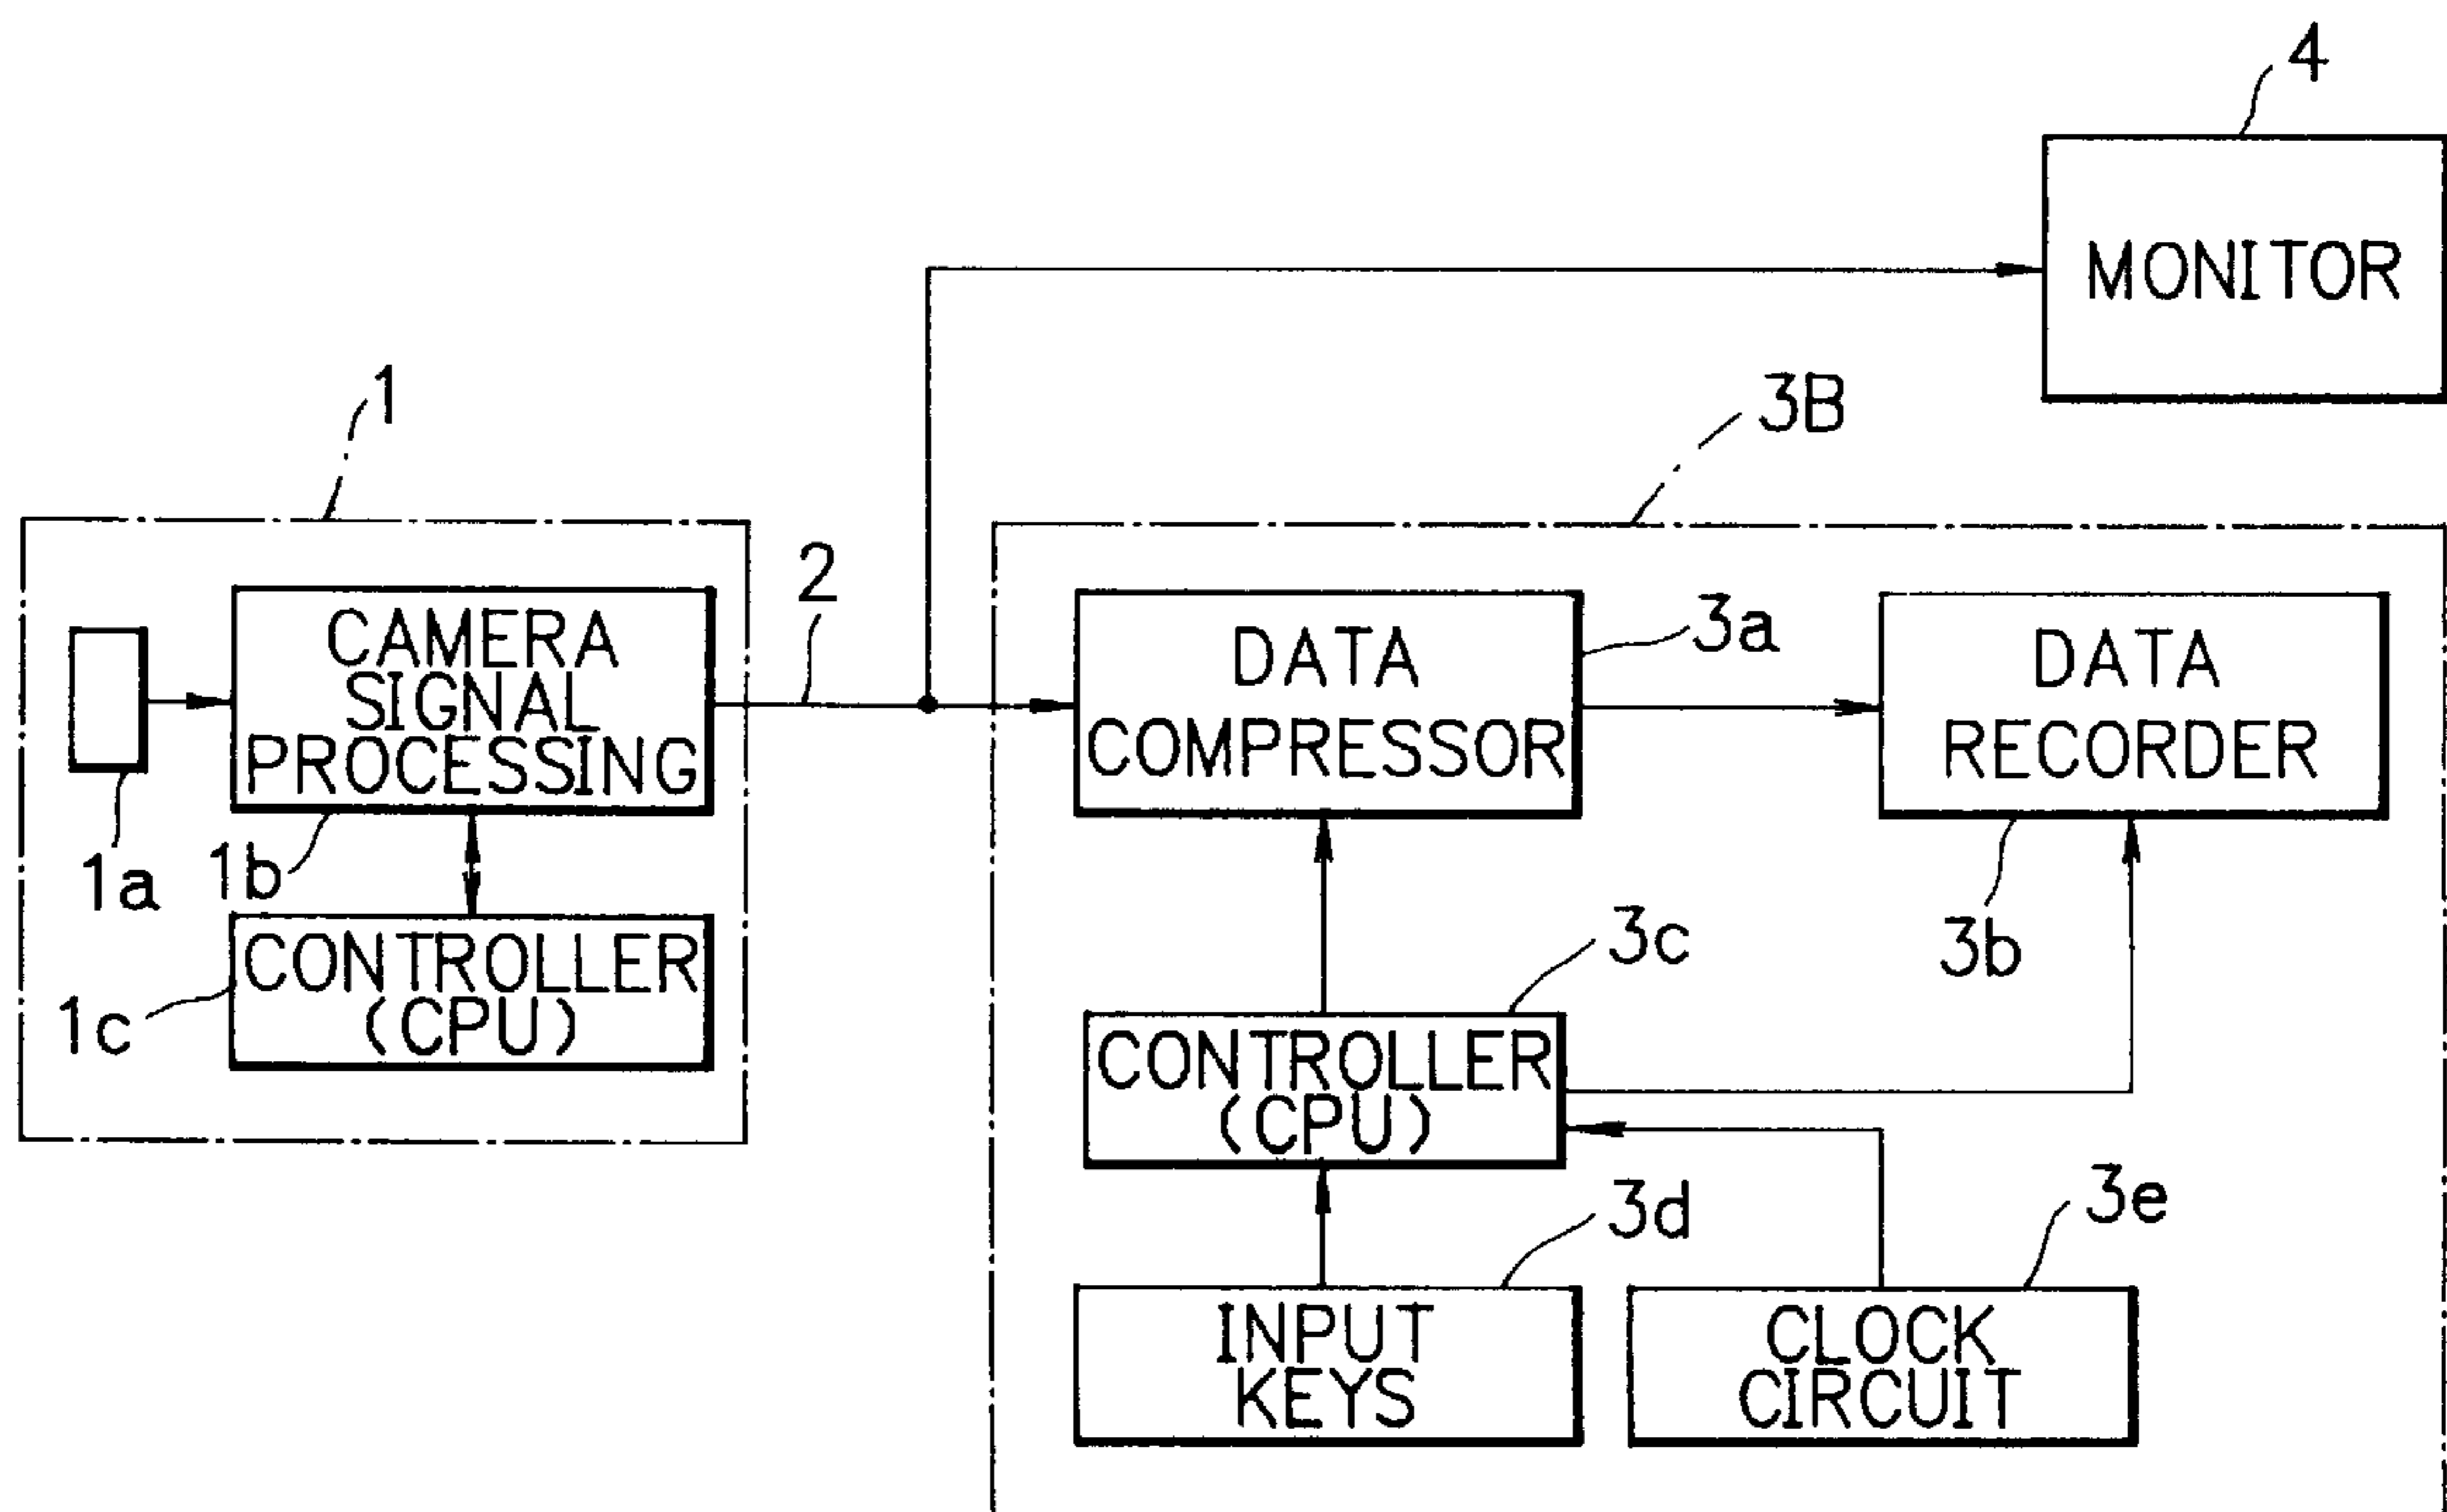 4
MONITOR
1
3B
2
CAMERA
SIGNAL
PROCESSING
DATA
COMPRESSOR
3a
DATA
RECORDER
1a
1b
3b
CONTROLLER
(CPU)
1c
3c
CONTROLLER
(CPU)
3d
3e
INPUT
KEYS
CLOCK
CIRCUIT